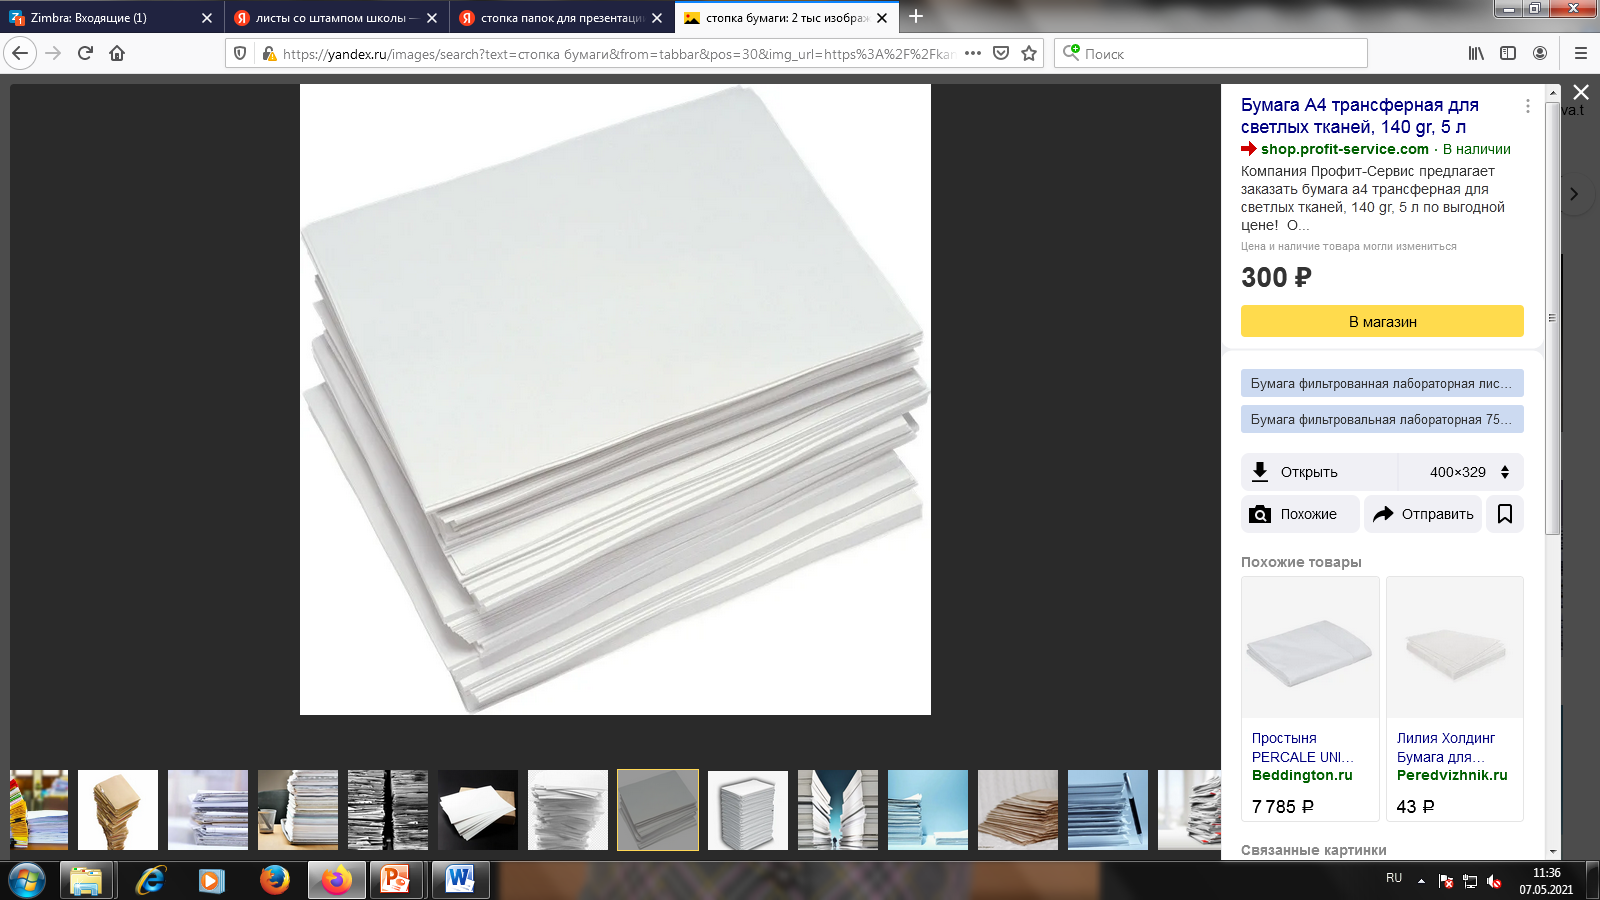 Zimbra: Входящие (1)
листы со штампом школы —
стопка папок для презентаци
стопка бумаги: 2 тыс изображ
https://yandex.ru/images/search?text=стопка бумаги&from=tabbar&pos=30&img_url=https%3A%2F%2Fkar
Поиск
va.t
Бумага А4 трансферная для
светлых тканей, 140 gr, 5 л
shop.profit-service.com · В наличии
Компания Профит-Сервис предлагает
заказать бумага а4 трансферная для
светлых тканей, 140 gr, 5 л по выгодной
цене! О...
Цена и наличие товара могли измениться
300 ₽
В магазин
Бумага фильтрованная лабораторная лис...
Бумага фильтровальная лабораторная 75...
Открыть
400×329
Похожие
Отправить
Похожие товары
Простыня
PERCALE UNI...
Beddington.ru
7 785 ₽
Лилия Холдинг
Бумага для...
Peredvizhnik.ru
43 ₽
Связанные картинки
RU
11:36
07.05.2021